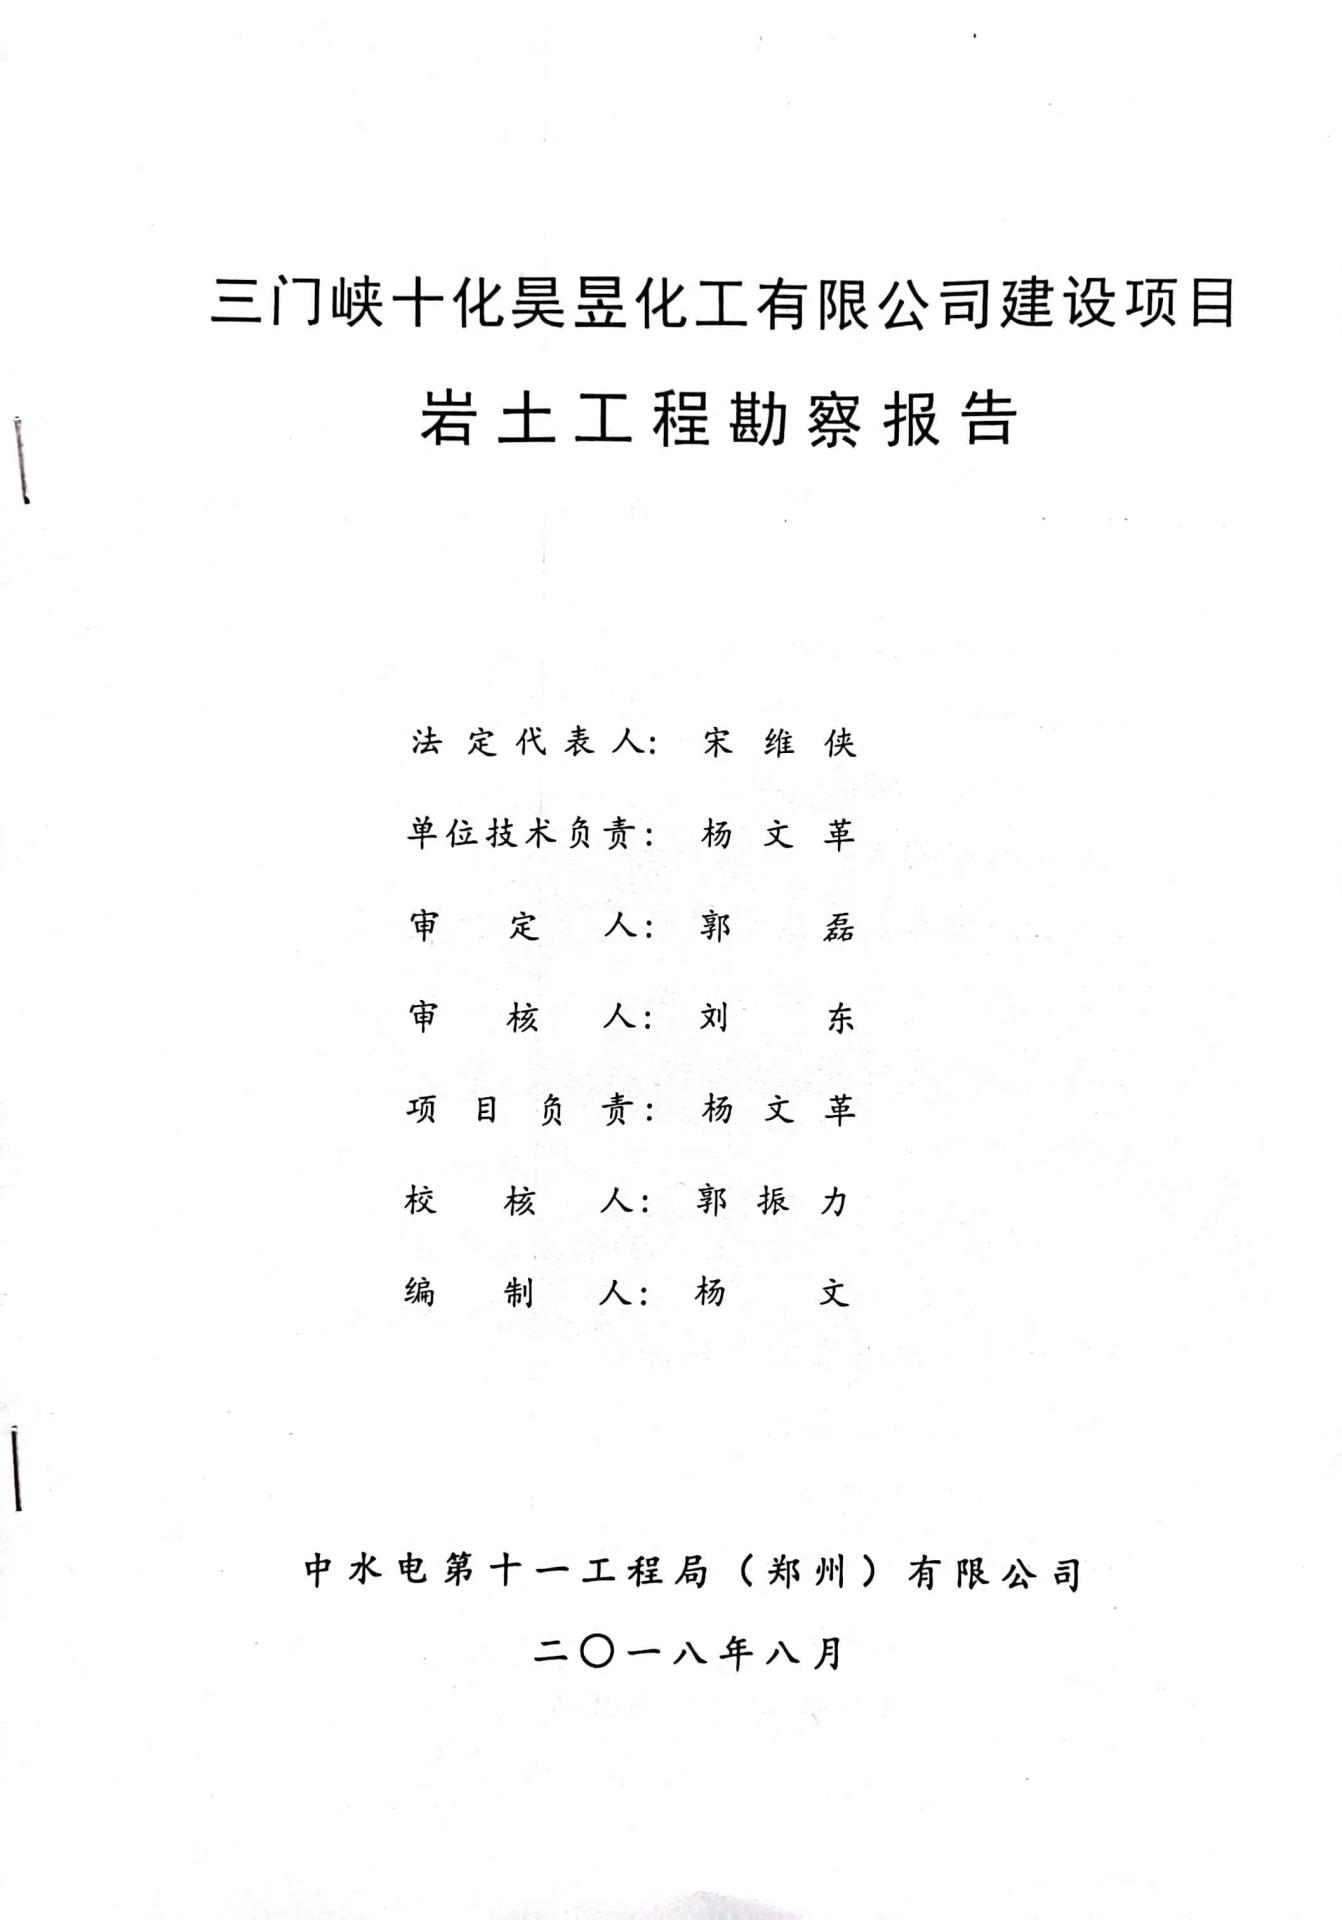 三门峡十化昊昱化工有限公司建设项目
岩土工程勘察报告
法定代表人：宋维侠
单位技术负责：杨文革
审定人：郭磊
审核人：刘东
项目负责：杨文革
校核人：郭振力
编制人：杨文
中水电第十一工程局（郑州）有限公司
二〇一八年八月